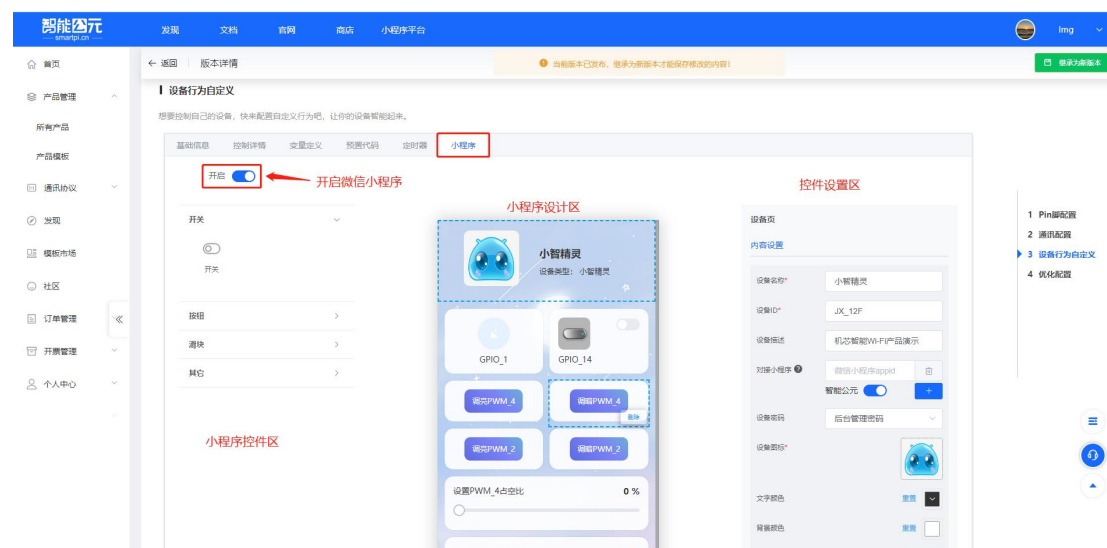 智能公元
smartpi.cn
发现 文档 官网 商店 小程序平台
lmg
首页
← 返回 版本详情
当前版本已发布，继承为新版本才能保存修改的内容！
继承为新版本
产品管理
所有产品
产品模板
通讯协议
发现
模板市场
社区
订单管理
开票管理
个人中心
设备行为自定义
想要控制自己的设备，快来配置自定义行为吧，让你的设备智能起来。
基础信息 控制详情 变量定义 预置代码 定时器 小程序
开启
开启微信小程序
开关
开关
按钮
滑块
其它
小程序控件区
小程序设计区
小智精灵
设备类型：小智精灵
GPIO_1 GPIO_14
调亮PWM_4 调暗PWM_4
删除
调亮PWM_2 调暗PWM_2
设置PWM_4占空比 0 %
控件设置区
设备页
内容设置
设备名称* 小智精灵
设备ID* JX_12F
设备描述 机芯智能Wi-Fi产品演示
对接小程序 微信小程序appid
智能公元 +
设备密码 后台管理密码
设备图标*
文字颜色 重置
背景颜色 重置
1 Pin脚配置
2 通讯配置
3 设备行为自定义
4 优化配置